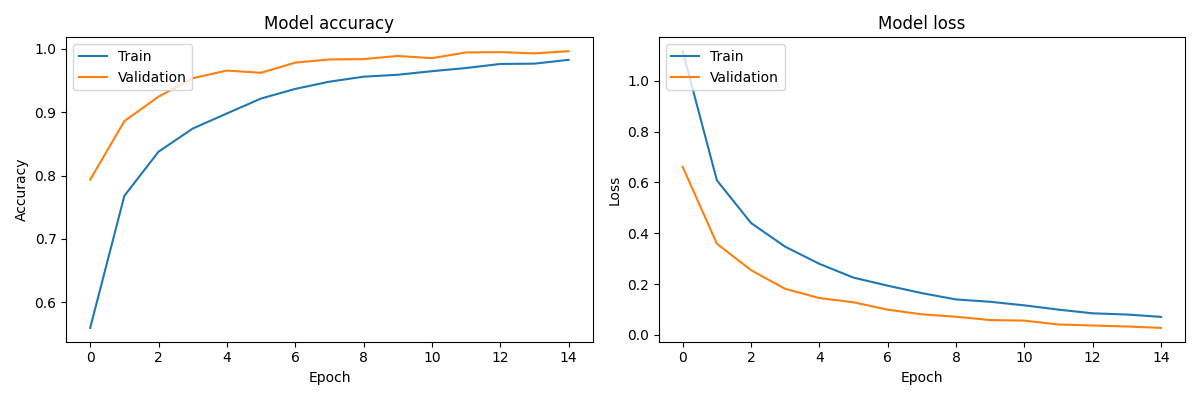 Model accuracy
Train
Validation
1.0
0.9
0.8
0.7
0.6
Accuracy
0 2 4 6 8 10 12 14
Epoch
Model loss
Train
Validation
1.0
0.8
0.6
0.4
0.2
0.0
Loss
0 2 4 6 8 10 12 14
Epoch